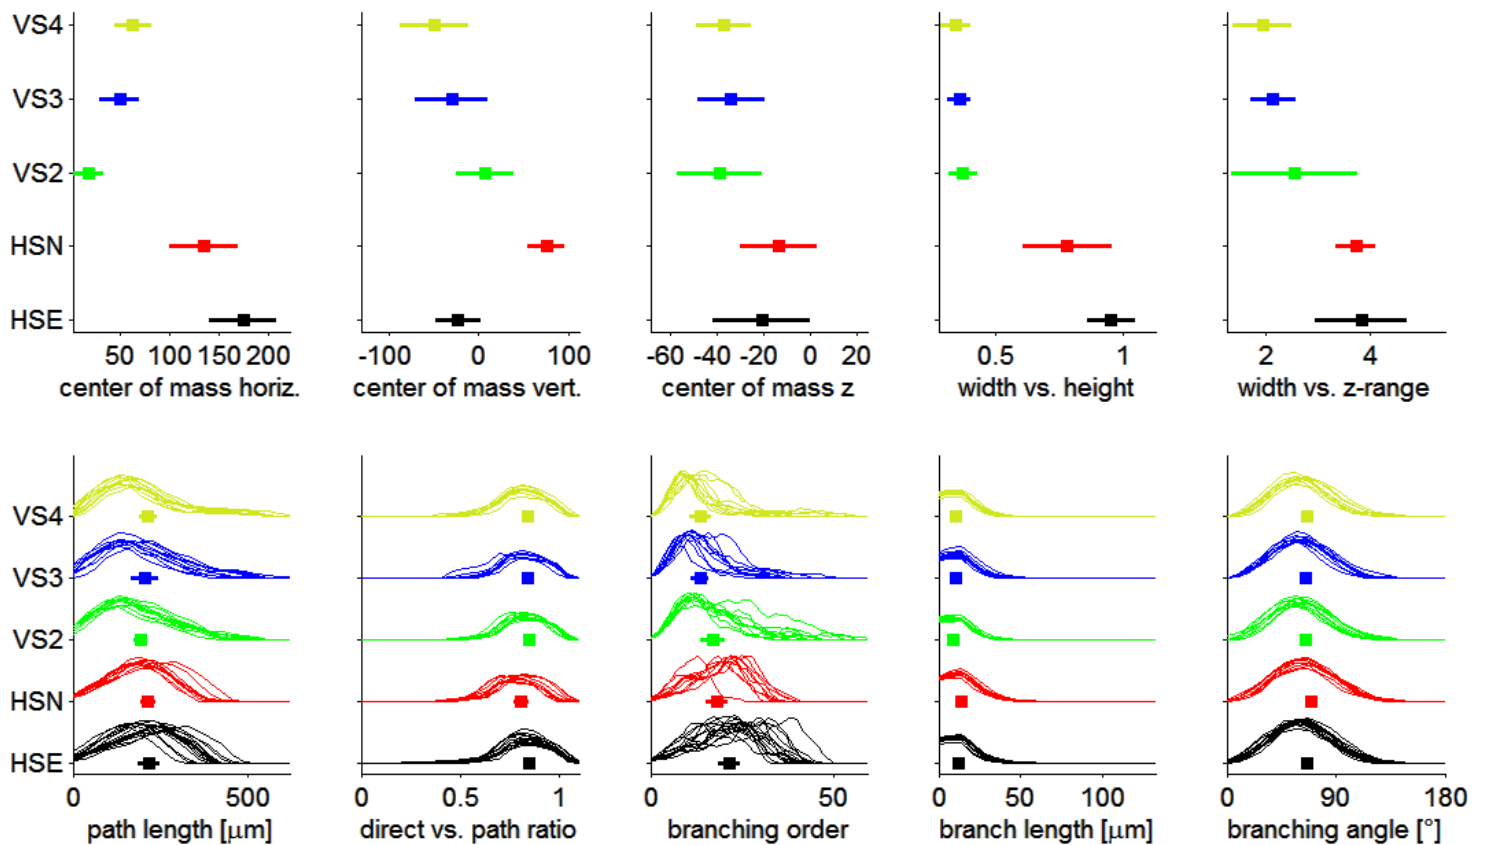 VS4
VS3
VS2
HSN
HSE
50 100 150 200
-100 0 100
-60 -40 -20 0 20
0.5 1
2 4
center of mass horiz.
center of mass vert.
center of mass z
width vs. height
width vs. z-range
VS4
VS3
VS2
HSN
HSE
0 500
0 0.5 1
0 50
0 50 100
0 90 180
path length [μm]
direct vs. path ratio
branching order
branch length [μm]
branching angle [°]